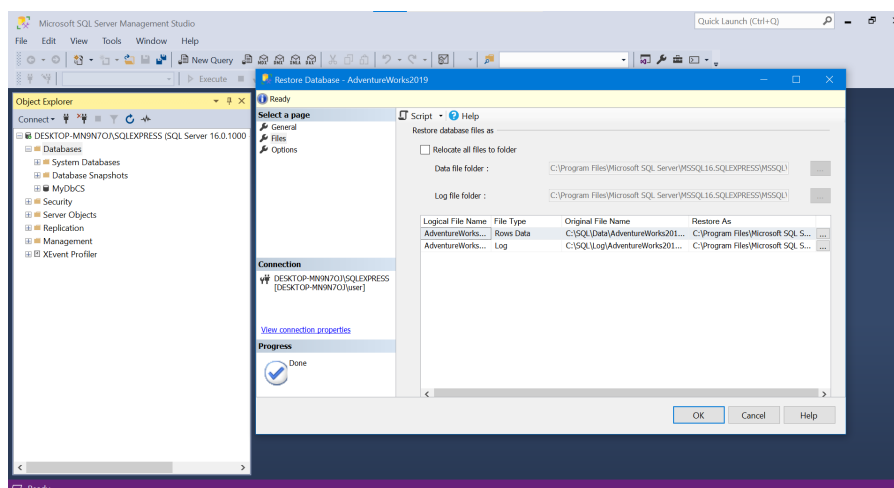 Microsoft SQL Server Management Studio
Quick Launch (Ctrl+Q)
File Edit View Tools Window Help
New Query
MDX DMX XMLA DAX
Execute
Restore Database - AdventureWorks2019
Object Explorer
Ready
Connect
Select a page
General
Files
Options
Script Help
Restore database files as
Relocate all files to folder
Data file folder : C:\Program Files\Microsoft SQL Server\MSSQL16.SQLEXPRESS\MSSQL\ ...
Log file folder : C:\Program Files\Microsoft SQL Server\MSSQL16.SQLEXPRESS\MSSQL\ ...
DESKTOP-MN9N7OJ\SQLEXPRESS (SQL Server 16.0.1000
Databases
System Databases
Database Snapshots
MyDbCS
Security
Server Objects
Replication
Management
XEvent Profiler
Logical File Name File Type Original File Name Restore As
AdventureWorks... Rows Data C:\SQL\Data\AdventureWorks201... C:\Program Files\Microsoft SQL S... ...
AdventureWorks... Log C:\SQL\Log\AdventureWorks201... C:\Program Files\Microsoft SQL S... ...
Connection
DESKTOP-MN9N7OJ\SQLEXPRESS
[DESKTOP-MN9N7OJ\user]
View connection properties
Progress
Done
OK Cancel Help
Ready